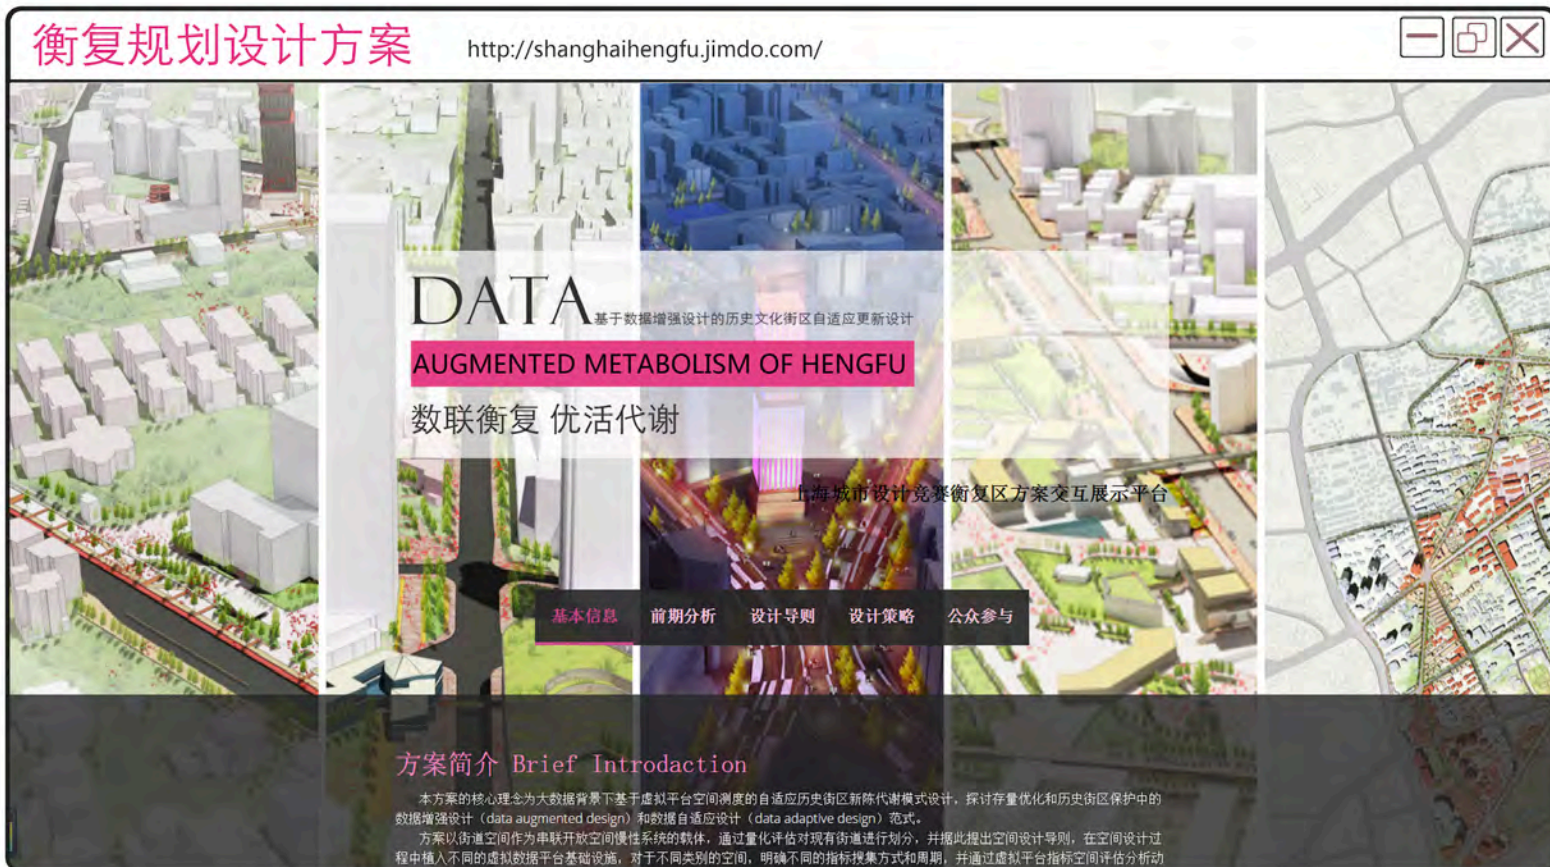 衡复规划设计方案
http://shanghaihengfu.jimdo.com/
DATA 基于数据增强设计的历史文化街区自适应更新设计
AUGMENTED METABOLISM OF HENGFU
数联衡复 优活代谢
上海城市设计竞赛衡复区方案交互展示平台
基本信息 前期分析 设计导则 设计策略 公众参与
方案简介 Brief Introdaction
本方案的核心理念为大数据背景下基于虚拟平台空间测度的自适应历史街区新陈代谢模式设计，探讨存量优化和历史街区保护中的
数据增强设计（data augmented design）和数据自适应设计（data adaptive design）范式。
方案以街道空间作为串联开放空间慢性系统的载体，通过量化评估对现有街道进行划分，并据此提出空间设计导则，在空间设计过
程中植入不同的虚拟数据平台基础设施，对于不同类别的空间，明确不同的指标搜集方式和周期，并通过虚拟平台指标空间评估分析动